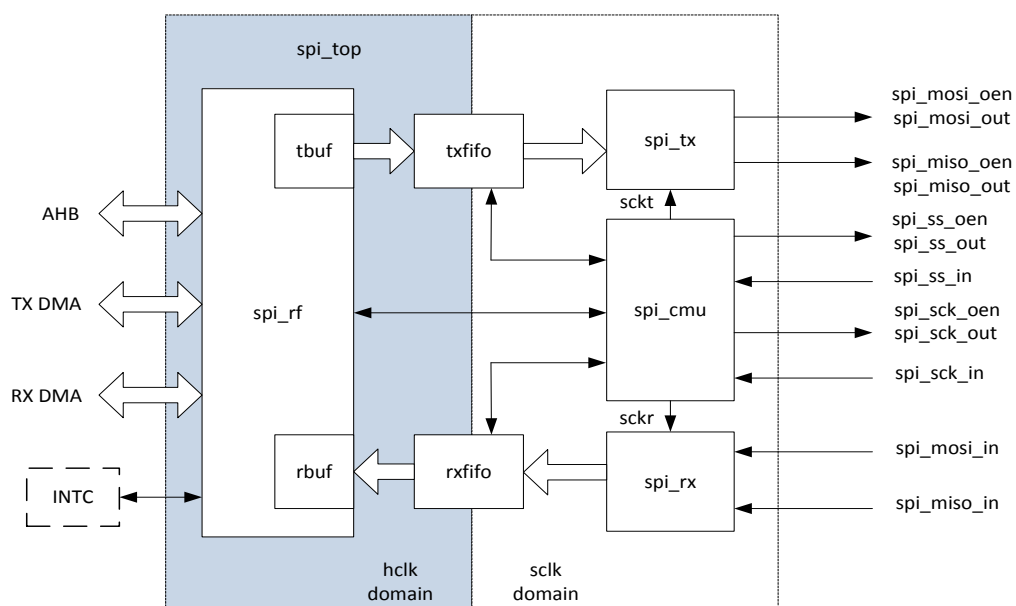 spi_top
spi_mosi_oen
spi_mosi_out
tbuf
txfifo
spi_tx
spi_miso_oen
spi_miso_out
AHB
sckt
spi_ss_oen
spi_ss_out
spi_ss_in
TX DMA
spi_rf
spi_cmu
spi_sck_oen
spi_sck_out
RX DMA
spi_sck_in
sckr
rbuf
rxfifo
spi_rx
spi_mosi_in
INTC
spi_miso_in
hclk
domain
sclk
domain